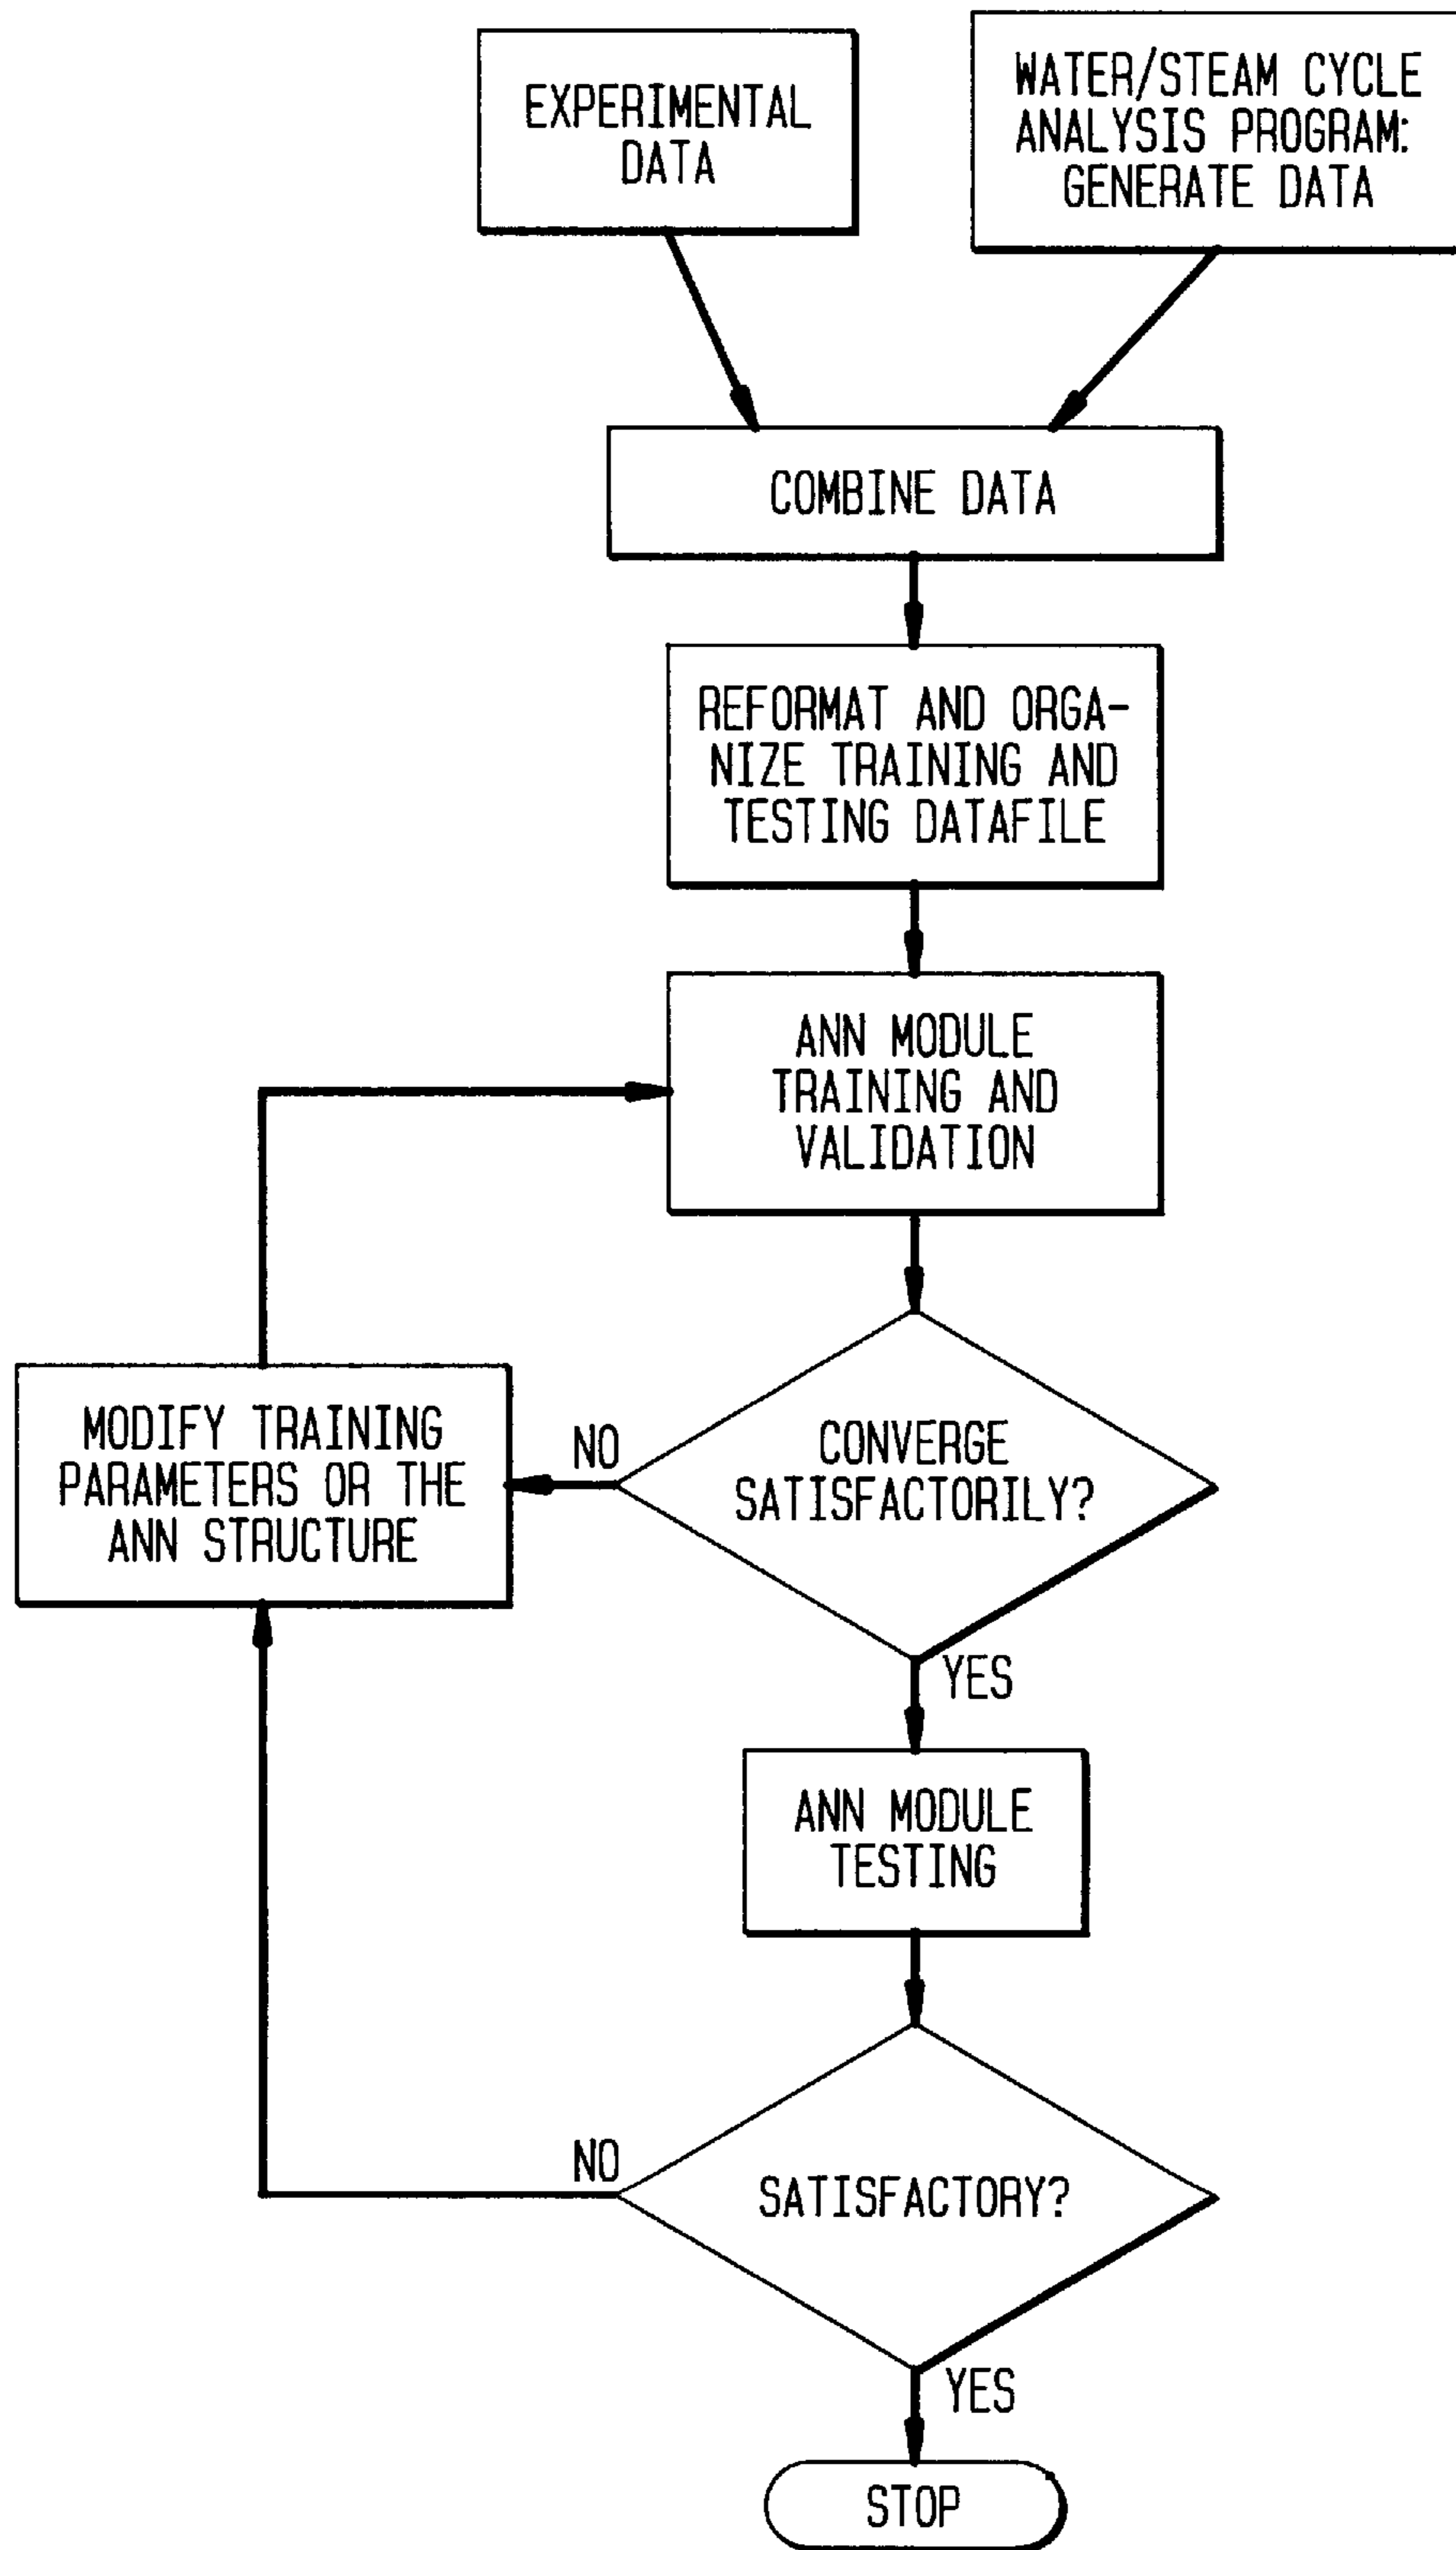 EXPERIMENTAL
DATA
WATER/STEAM CYCLE
ANALYSIS PROGRAM:
GENERATE DATA
COMBINE DATA
REFORMAT AND ORGA-
NIZE TRAINING AND
TESTING DATAFILE
ANN MODULE
TRAINING AND
VALIDATION
CONVERGE
SATISFACTORILY?
NO
MODIFY TRAINING
PARAMETERS OR THE
ANN STRUCTURE
YES
ANN MODULE
TESTING
SATISFACTORY?
NO
YES
STOP